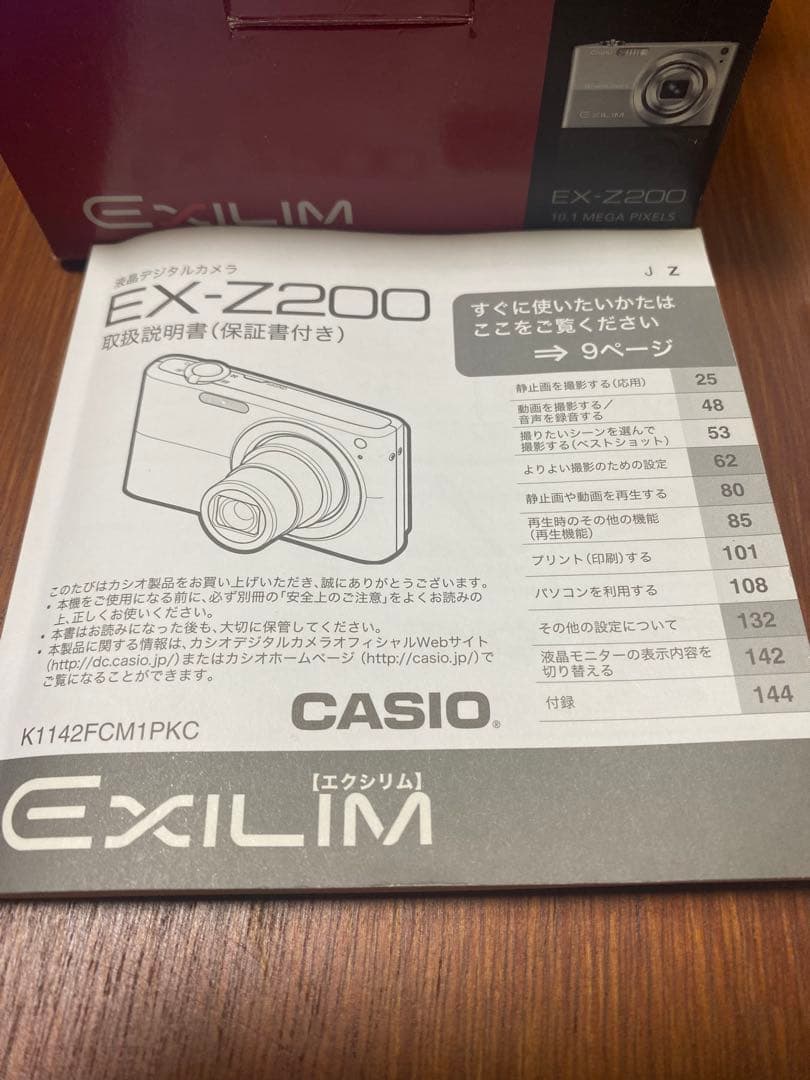 CASIO
EXILIM
EX-Z200
10.1 MEGA PIXELS
EXILIM
液晶デジタルカメラ
EX-Z200
取扱説明書(保証書付き)
J Z
すぐに使いたいかたは
ここをご覧ください
⇒ 9ページ
静止画を撮影する(応用) 25
動画を撮影する/
音声を録音する 48
撮りたいシーンを選んで
撮影する(ベストショット) 53
よりよい撮影のための設定 62
静止画や動画を再生する 80
再生時のその他の機能
(再生機能) 85
プリント(印刷)する 101
パソコンを利用する 108
その他の設定について 132
液晶モニターの表示内容を
切り替える 142
付録 144
このたびはカシオ製品をお買い上げいただき、誠にありがとうございます。
・本機をご使用になる前に、必ず別冊の「安全上のご注意」をよくお読みの
上、正しくお使いください。
・本書はお読みになった後も、大切に保管してください。
・本製品に関する情報は、カシオデジタルカメラオフィシャルWebサイト
(http://dc.casio.jp/)またはカシオホームページ (http://casio.jp/)で
ご覧になることができます。
K1142FCM1PKC
CASIO®
【エクシリム】
EXILIM